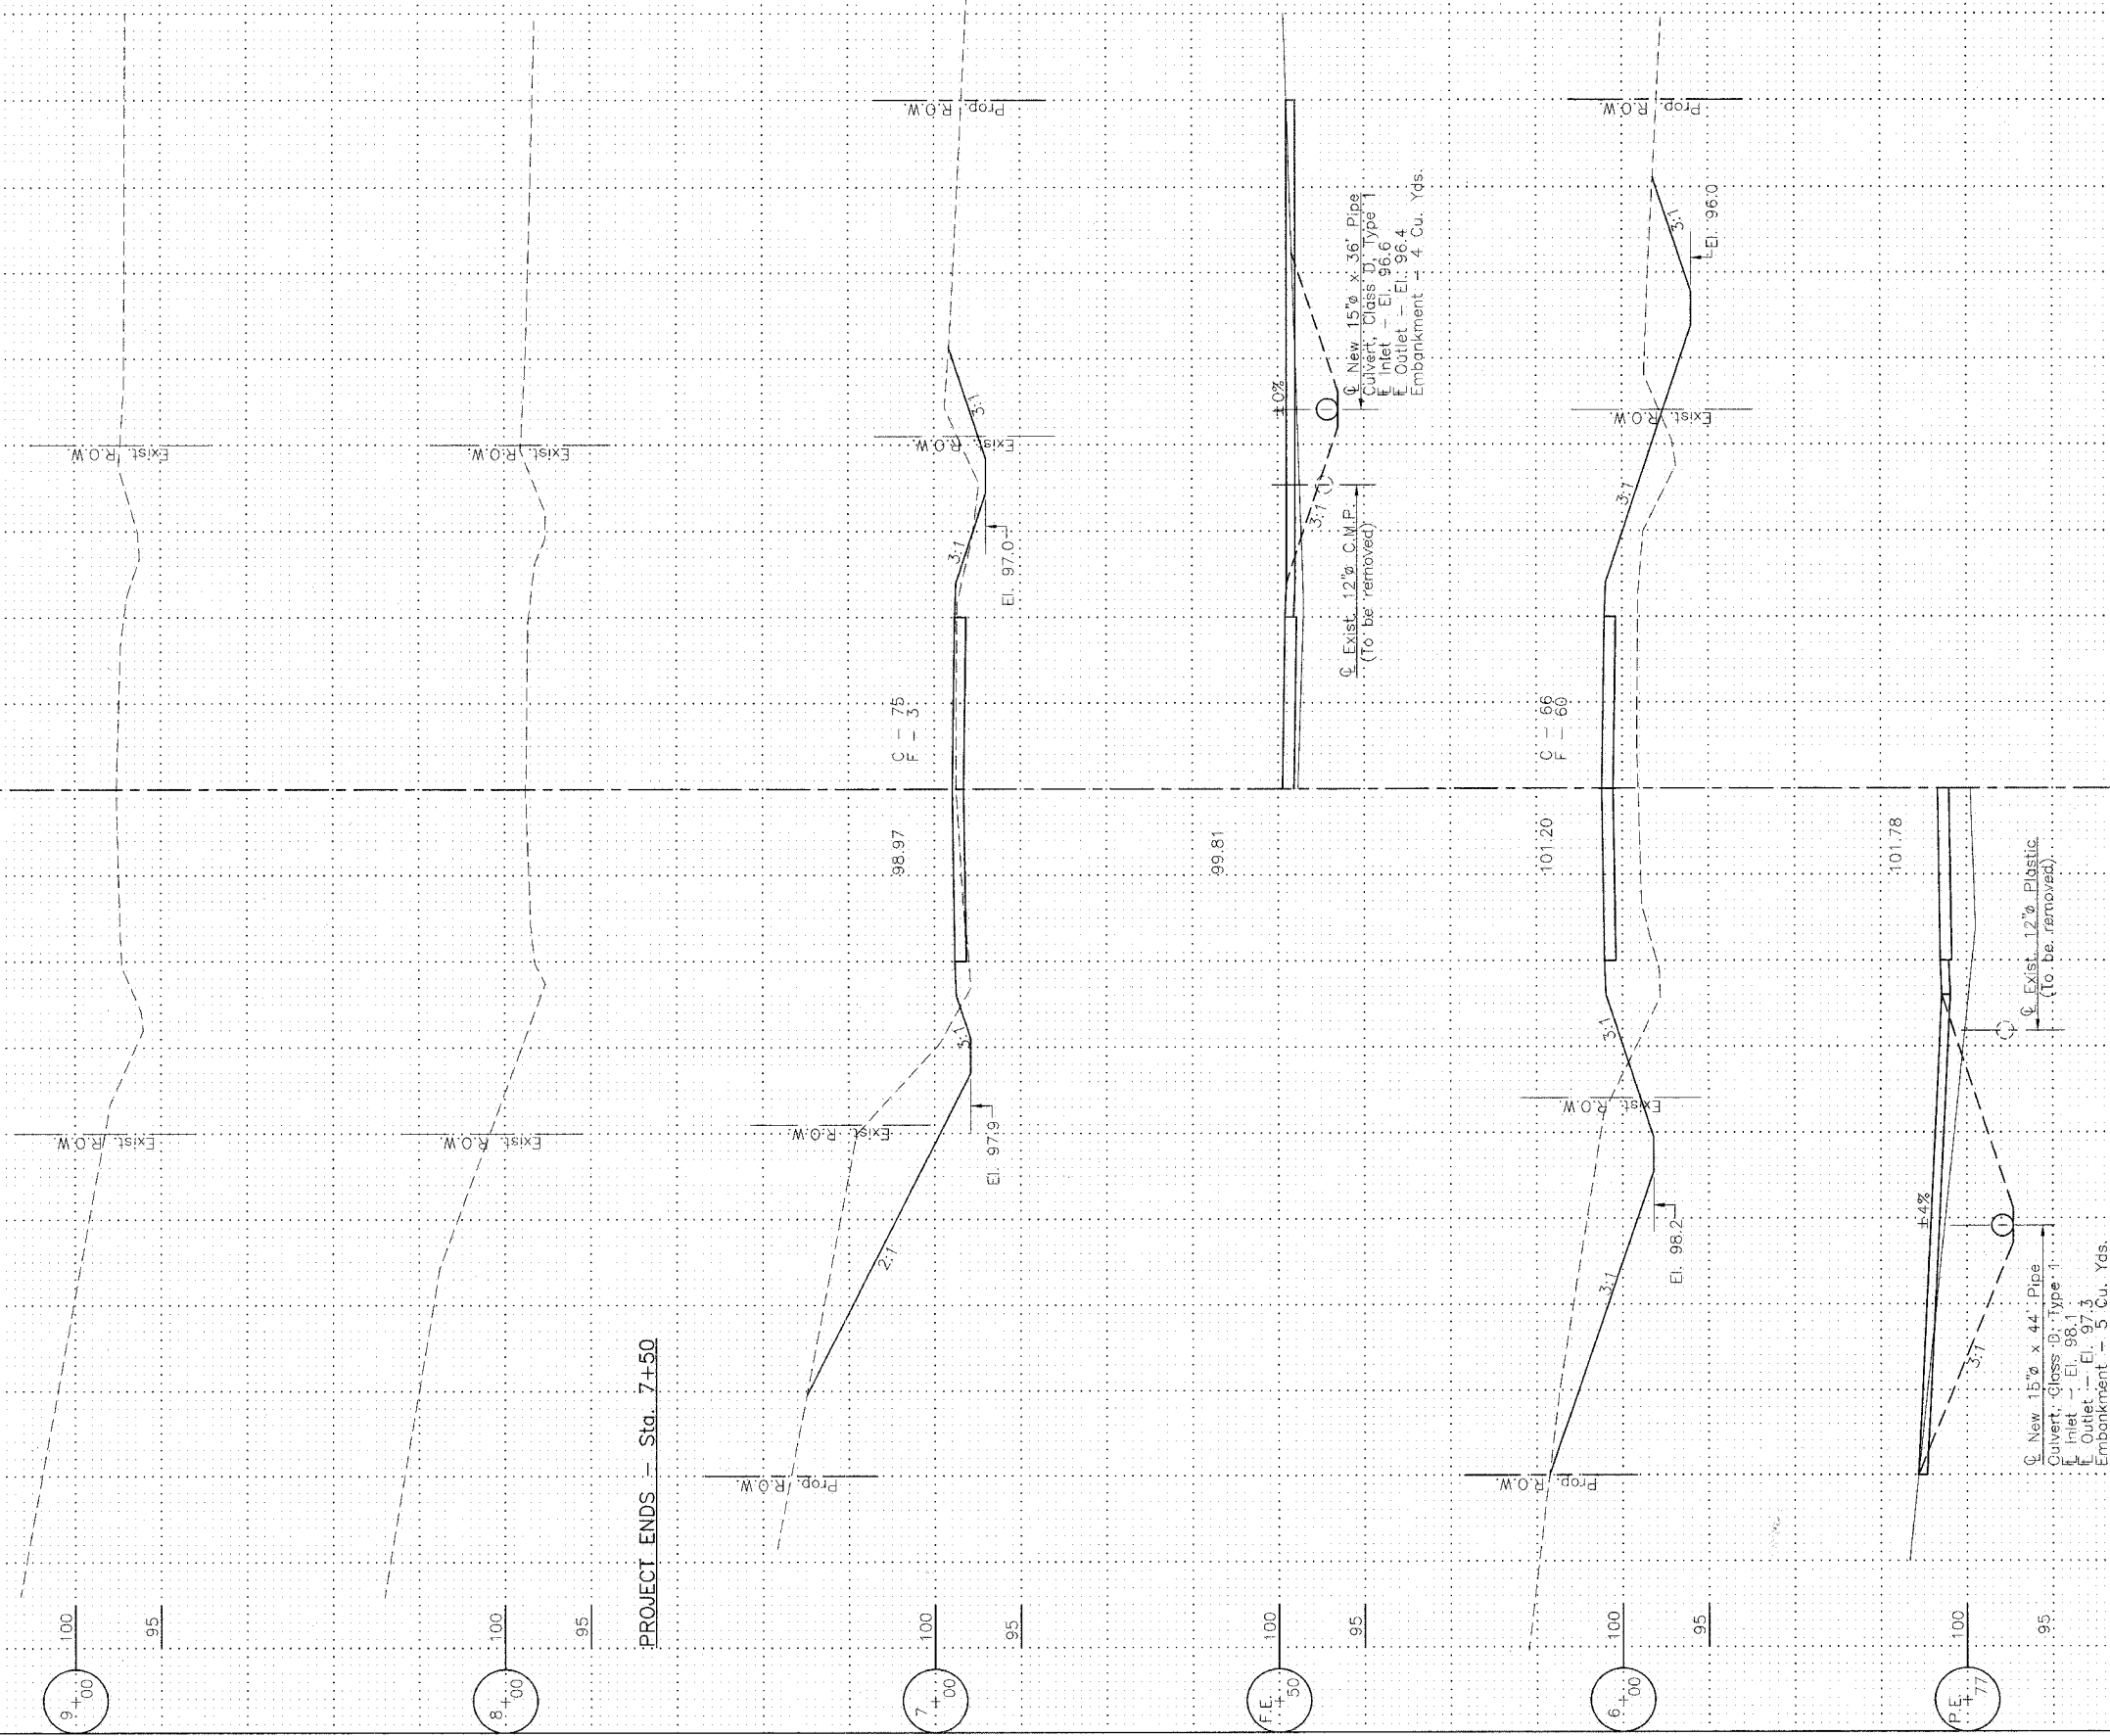 9+00
100
95
Exist. R.O.W.
Exist. R.O.W.
8+00
100
95
Exist. R.O.W.
Exist. R.O.W.
PROJECT ENDS - Sta. 7+50
7+00
100
95
Prop. R.O.W.
2:1
Exist. R.O.W.
El. 97.9
3:1
98.97
C - 75
F - 3
3:1
El. 97.0
Exist. R.O.W.
3:1
Prop. R.O.W.
F.E.
+50
100
95
99.81
℄ Exist. 12"ø C.M.P.
(To be removed)
3:1
±0%
℄ New 15"ø x 36' Pipe
Culvert, Class D, Type 1
Inlet - El. 96.6
Outlet - El. 96.4
Embankment - 4 Cu. Yds.
6+00
100
95
Prop. R.O.W.
3:1
El. 98.2
Exist. R.O.W.
3:1
101.20
C - 66
F - 60
3:1
Exist. R.O.W.
3:1
El. 96.0
Prop. R.O.W.
P.E.
+77
100
95
℄ New 15"ø x 44' Pipe
Culvert, Class D, Type 1
Inlet - El. 98.1
Outlet - El. 97.3
Embankment - 5 Cu. Yds.
3:1
±4%
℄ Exist. 12"ø Plastic
(To be removed)
101.78